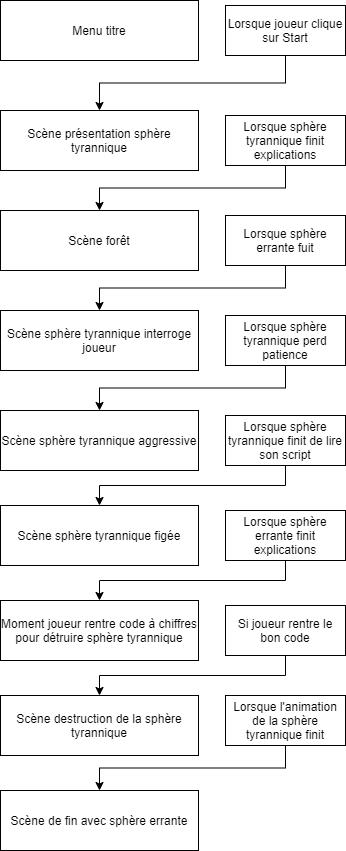 Menu titre
Lorsque joueur clique
sur Start
Scène présentation sphère
tyrannique
Lorsque sphère
tyrannique finit
explications
Scène forêt
Lorsque sphère
errante fuit
Scène sphère tyrannique interroge
joueur
Lorsque sphère
tyrannique perd
patience
Scène sphère tyrannique aggressive
Lorsque sphère
tyrannique finit de lire
son script
Scène sphère tyrannique figée
Lorsque sphère
errante finit
explications
Moment joueur rentre code à chiffres
pour détruire sphère tyrannique
Si joueur rentre le
bon code
Scène destruction de la sphère
tyrannique
Lorsque l'animation
de la sphère
tyrannique finit
Scène de fin avec sphère errante